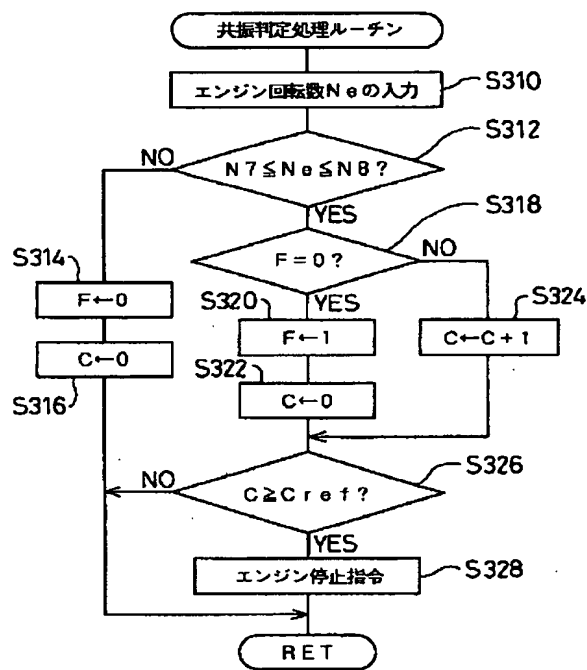 共振判定処理ルーチン
エンジン回転数Neの入力
S310
S312
N7≦Ne≦N8?
NO
YES
S318
F=0?
NO
YES
S314
F←0
S320
F←1
S324
C←C+1
C←0
S316
S322
C←0
S326
C≧Cref?
NO
YES
エンジン停止指令
S328
RET